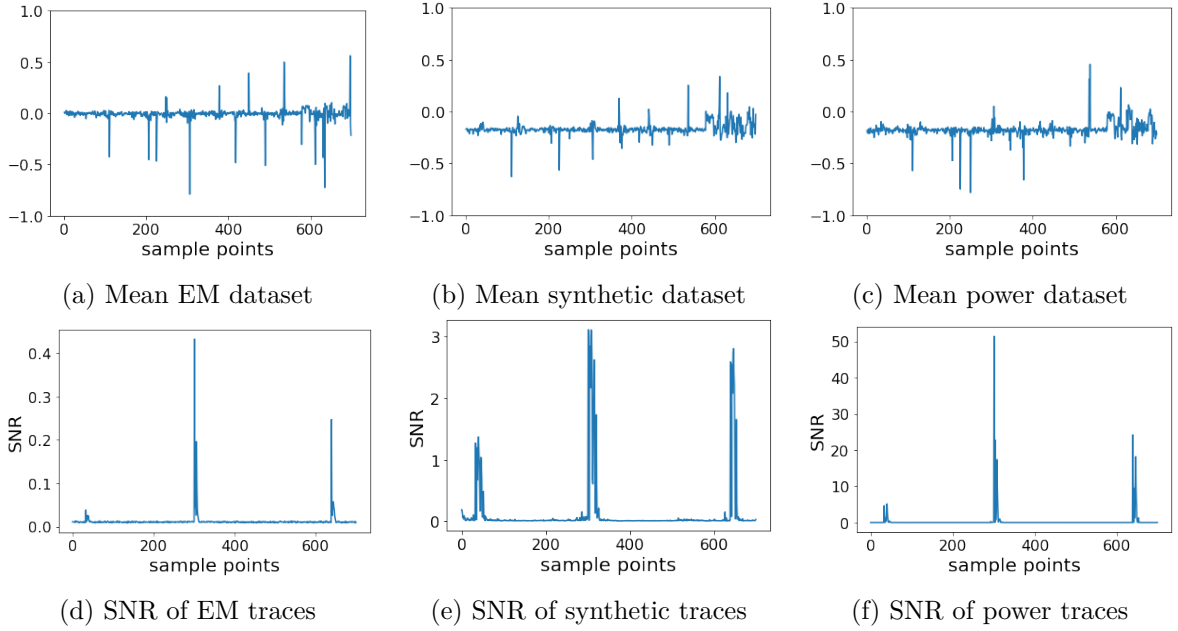 1.0
0.5
0.0
−0.5
−1.0
0 200 400 600
sample points
(a) Mean EM dataset
1.0
0.5
0.0
−0.5
−1.0
0 200 400 600
sample points
(b) Mean synthetic dataset
1.0
0.5
0.0
−0.5
−1.0
0 200 400 600
sample points
(c) Mean power dataset
SNR
0.4
0.3
0.2
0.1
0.0
0 200 400 600
sample points
(d) SNR of EM traces
SNR
3
2
1
0
0 200 400 600
sample points
(e) SNR of synthetic traces
SNR
50
40
30
20
10
0
0 200 400 600
sample points
(f) SNR of power traces